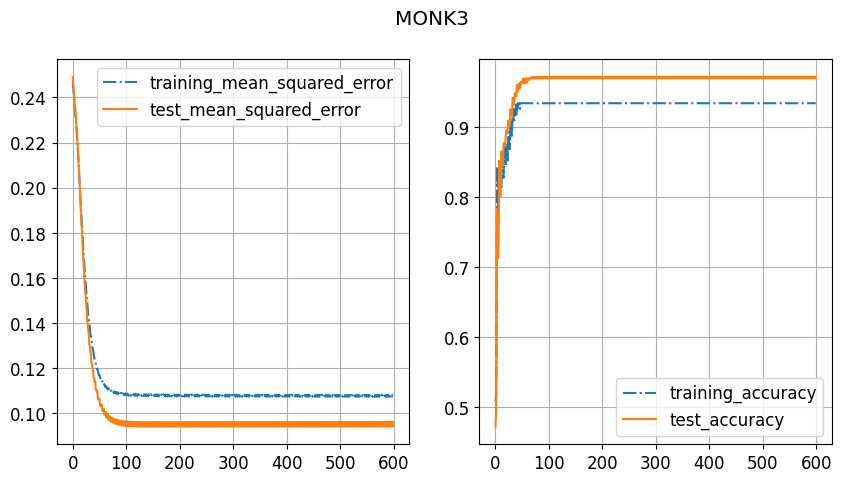 MONK3
training_mean_squared_error
test_mean_squared_error
0.24
0.22
0.20
0.18
0.16
0.14
0.12
0.10
0 100 200 300 400 500 600
0.9
0.8
0.7
0.6
0.5
training_accuracy
test_accuracy
0 100 200 300 400 500 600